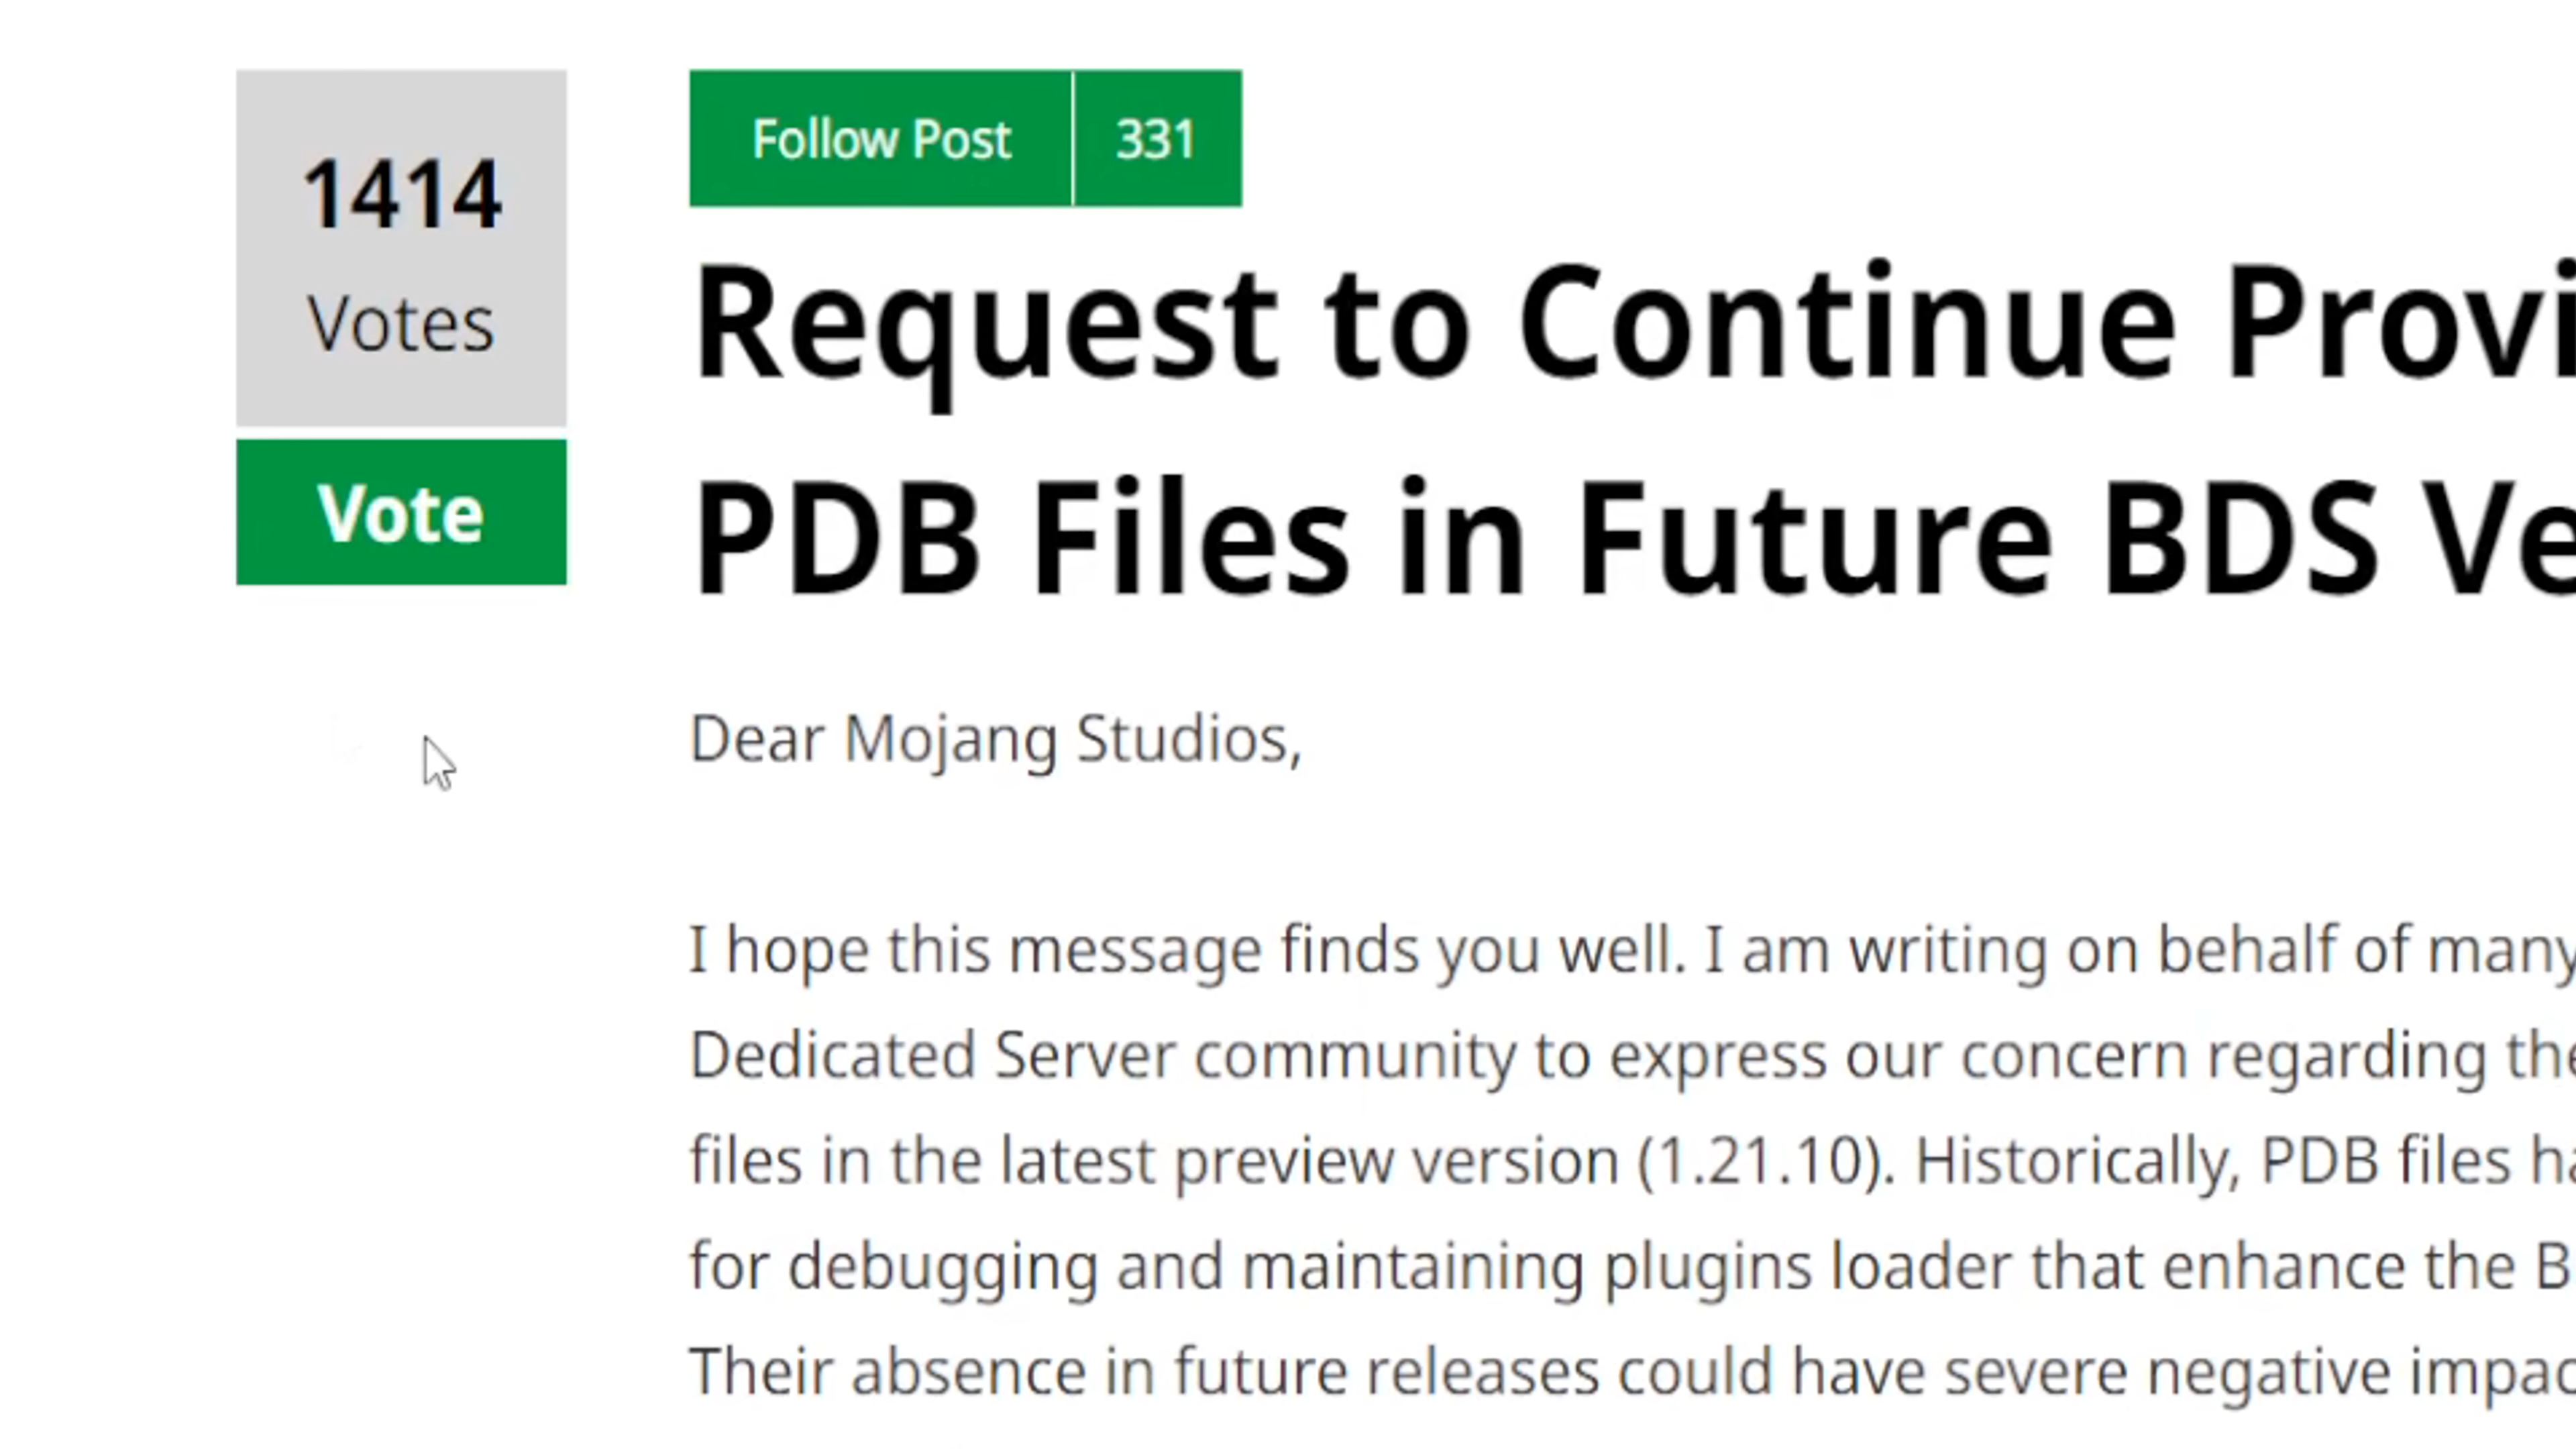 1414
Votes
Vote
Follow Post 331
Request to Continue Provi
PDB Files in Future BDS Ve
Dear Mojang Studios,
I hope this message finds you well. I am writing on behalf of many
Dedicated Server community to express our concern regarding the
files in the latest preview version (1.21.10). Historically, PDB files ha
for debugging and maintaining plugins loader that enhance the B
Their absence in future releases could have severe negative impac